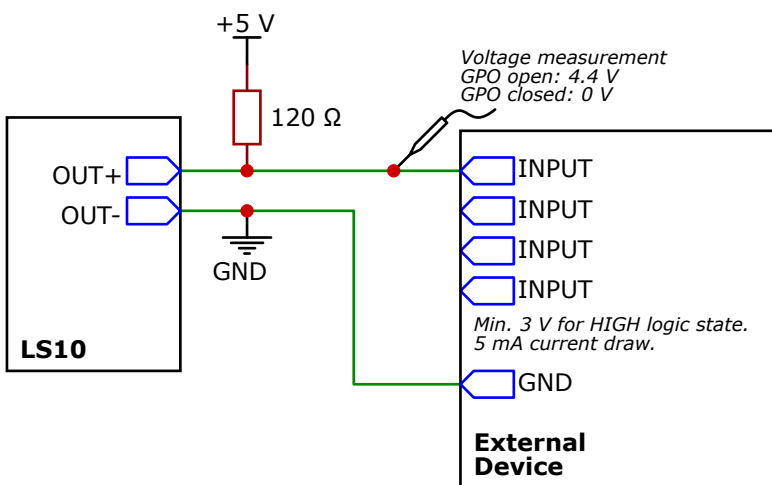 +5 V
Voltage measurement
GPO open: 4.4 V
GPO closed: 0 V
120 Ω
OUT+
OUT-
GND
LS10
INPUT
INPUT
INPUT
INPUT
Min. 3 V for HIGH logic state.
5 mA current draw.
GND
External
Device